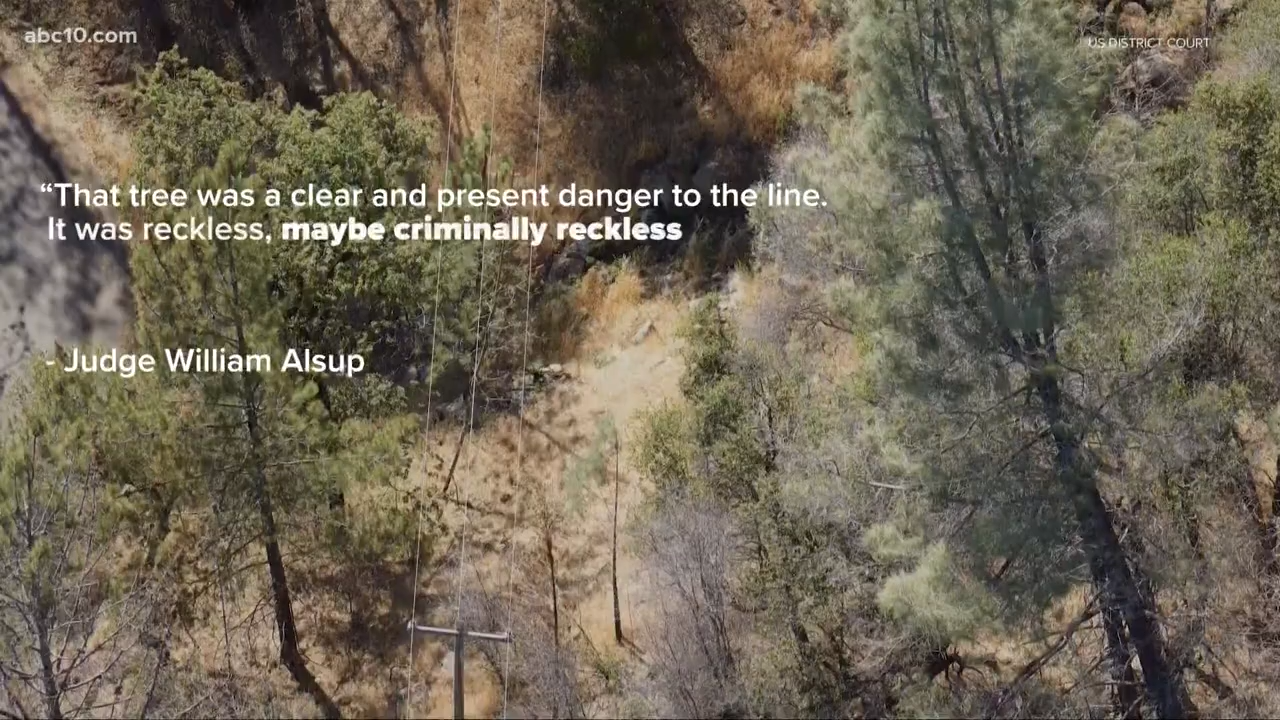 abc10.com
US DISTRICT COURT
“That tree was a clear and present danger to the line.
It was reckless, maybe criminally reckless
- Judge William Alsup